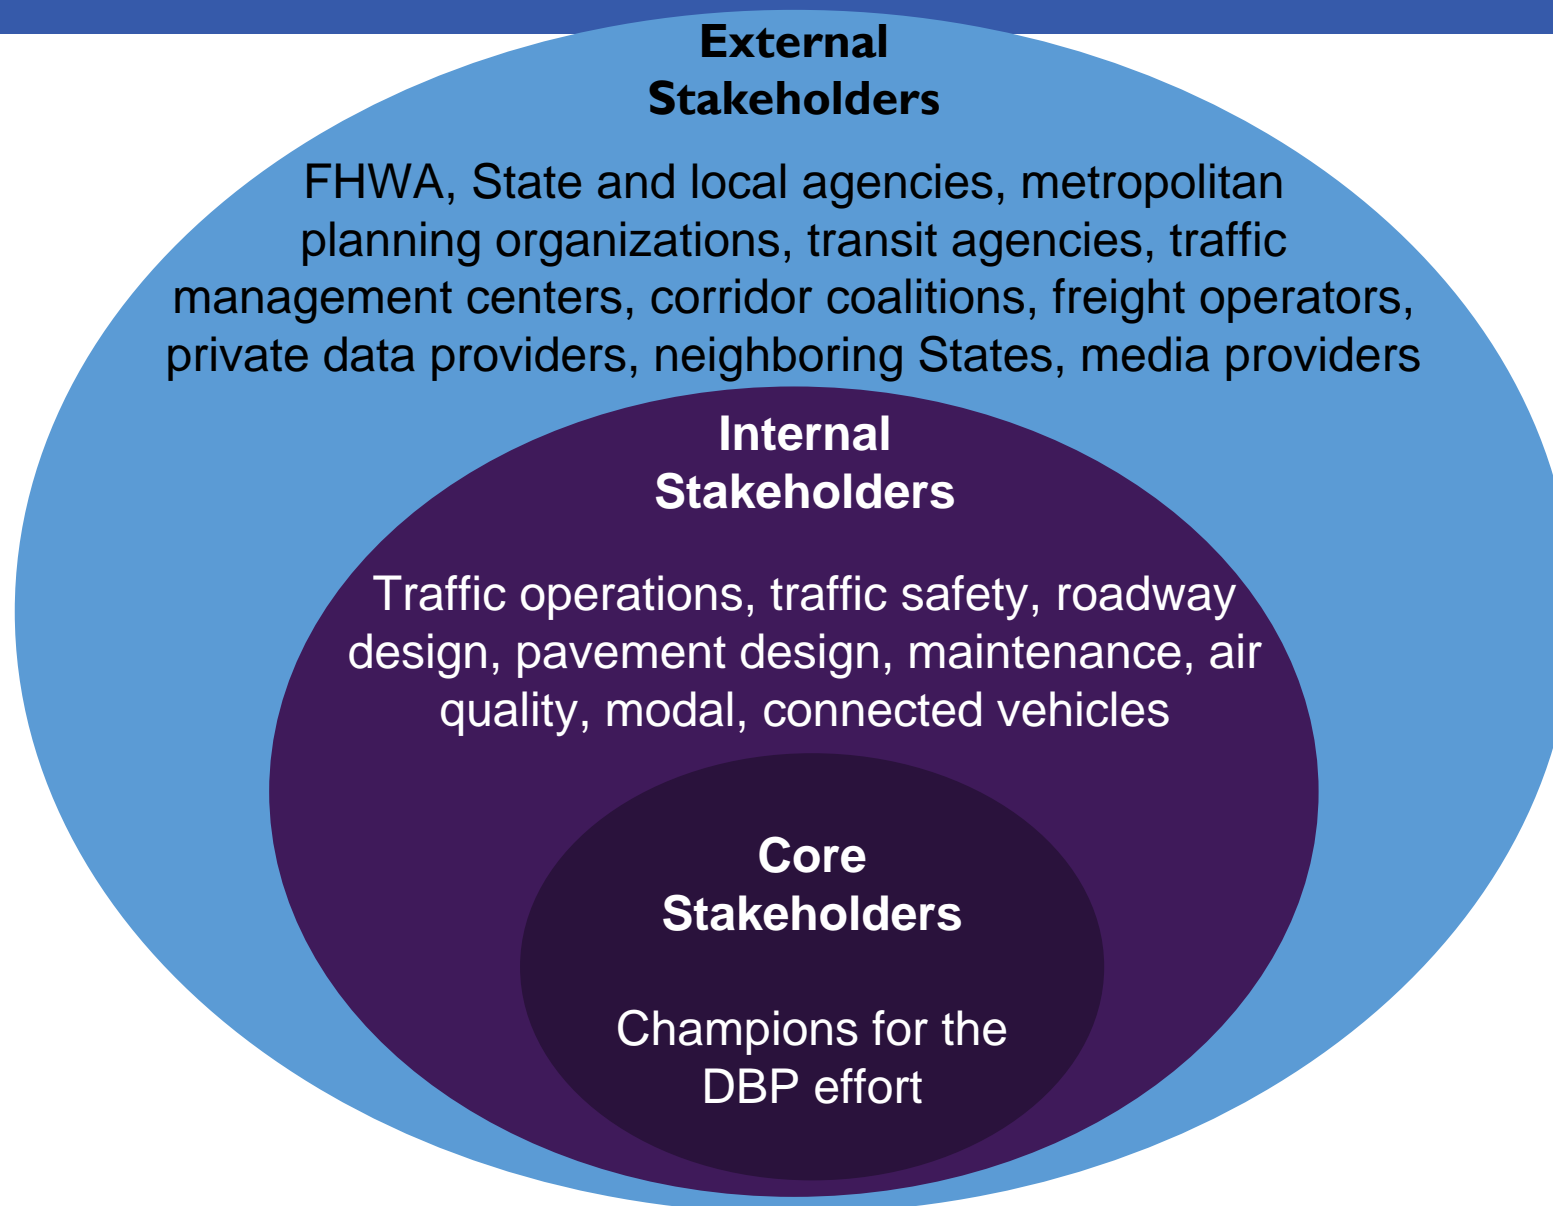 External
Stakeholders
FHWA, State and local agencies, metropolitan
planning organizations, transit agencies, traffic
management centers, corridor coalitions, freight operators,
private data providers, neighboring States, media providers
Internal
Stakeholders
Traffic operations, traffic safety, roadway
design, pavement design, maintenance, air
quality, modal, connected vehicles
Core
Stakeholders
Champions for the
DBP effort